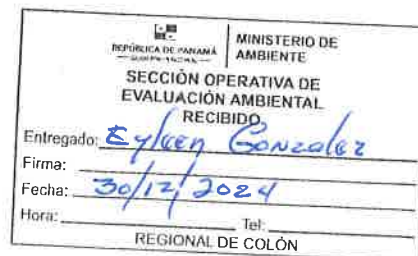 REPÚBLICA DE PANAMÁ
MINISTERIO DE
AMBIENTE
SECCIÓN OPERATIVA DE
EVALUACIÓN AMBIENTAL
RECIBIDO
Entregado: Eyleen Gonzalez
Firma:
Fecha: 30/12/2024
Hora: Tel:
REGIONAL DE COLÓN